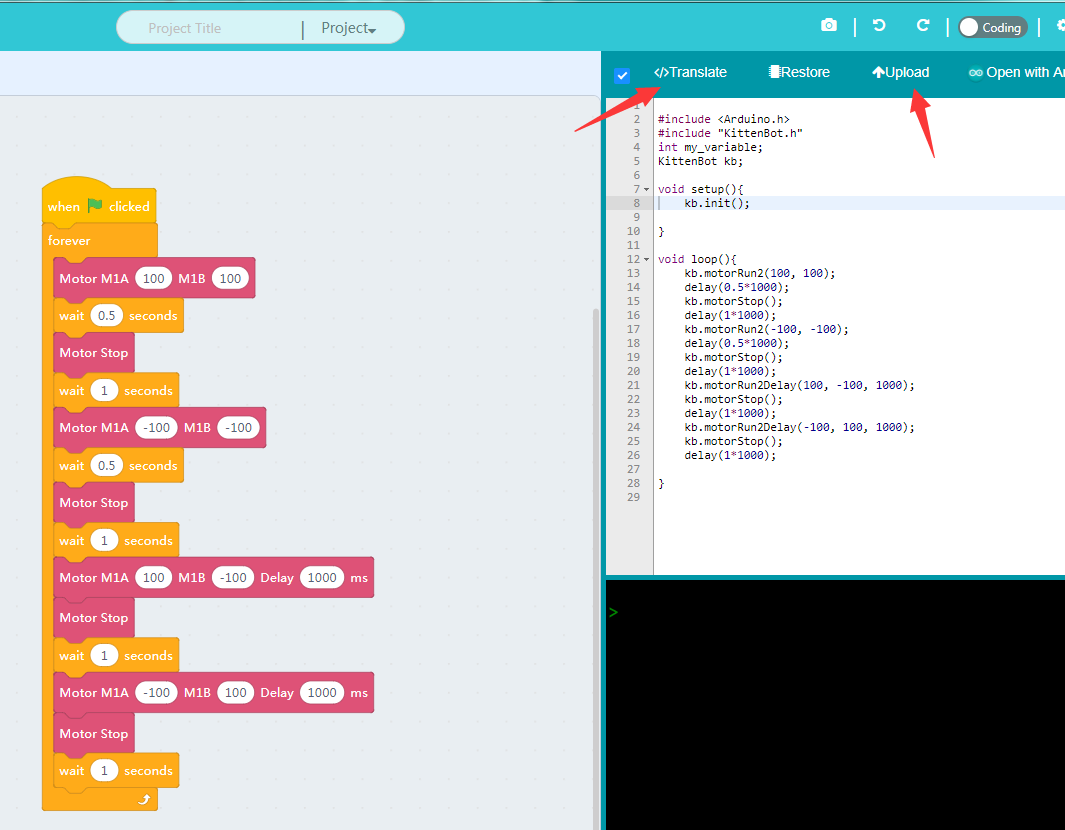 Project Title | Project
Coding
</>Translate Restore Upload Open with Ar
when clicked
forever
Motor M1A 100 M1B 100
wait 0.5 seconds
Motor Stop
wait 1 seconds
Motor M1A -100 M1B -100
wait 0.5 seconds
Motor Stop
wait 1 seconds
Motor M1A 100 M1B -100 Delay 1000 ms
Motor Stop
wait 1 seconds
Motor M1A -100 M1B 100 Delay 1000 ms
Motor Stop
wait 1 seconds
1
2 #include <Arduino.h>
3 #include "KittenBot.h"
4 int my_variable;
5 KittenBot kb;
6
7 void setup(){
8 kb.init();
9
10 }
11
12 void loop(){
13 kb.motorRun2(100, 100);
14 delay(0.5*1000);
15 kb.motorStop();
16 delay(1*1000);
17 kb.motorRun2(-100, -100);
18 delay(0.5*1000);
19 kb.motorStop();
20 delay(1*1000);
21 kb.motorRun2Delay(100, -100, 1000);
22 kb.motorStop();
23 delay(1*1000);
24 kb.motorRun2Delay(-100, 100, 1000);
25 kb.motorStop();
26 delay(1*1000);
27
28 }
29
>